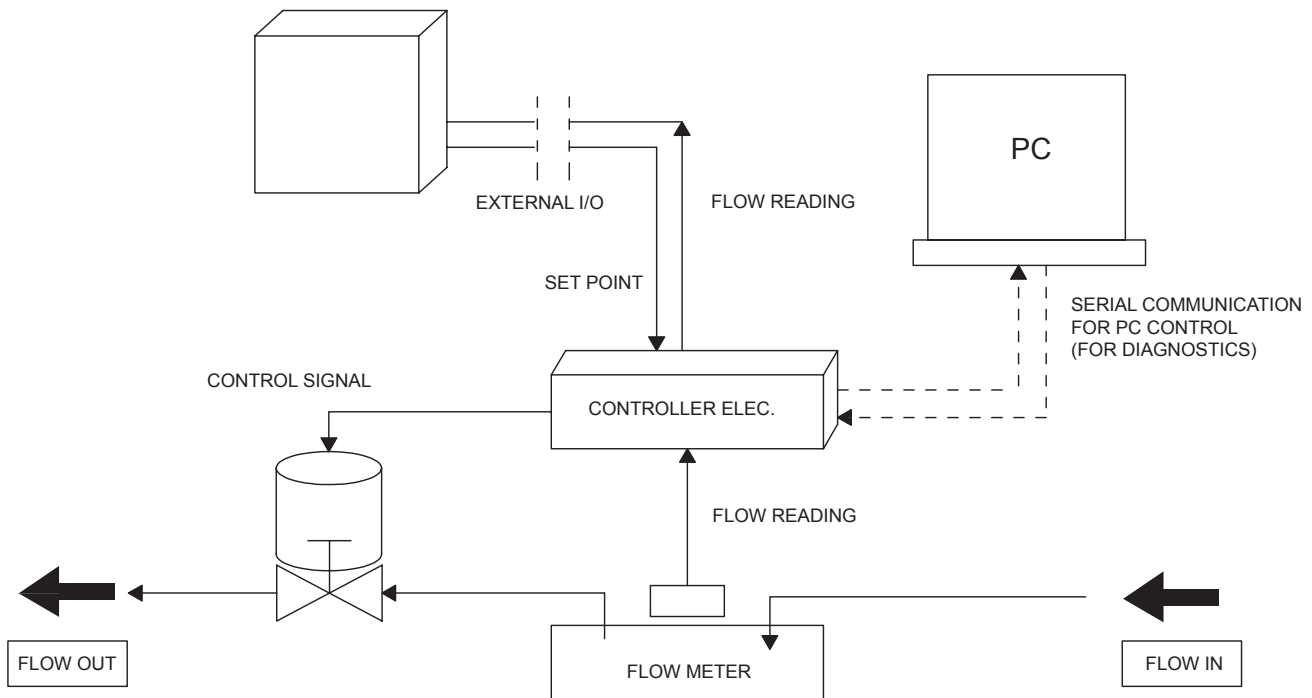 PC
EXTERNAL I/O
FLOW READING
SET POINT
SERIAL COMMUNICATION
FOR PC CONTROL
(FOR DIAGNOSTICS)
CONTROL SIGNAL
CONTROLLER ELEC.
FLOW READING
FLOW OUT
FLOW METER
FLOW IN